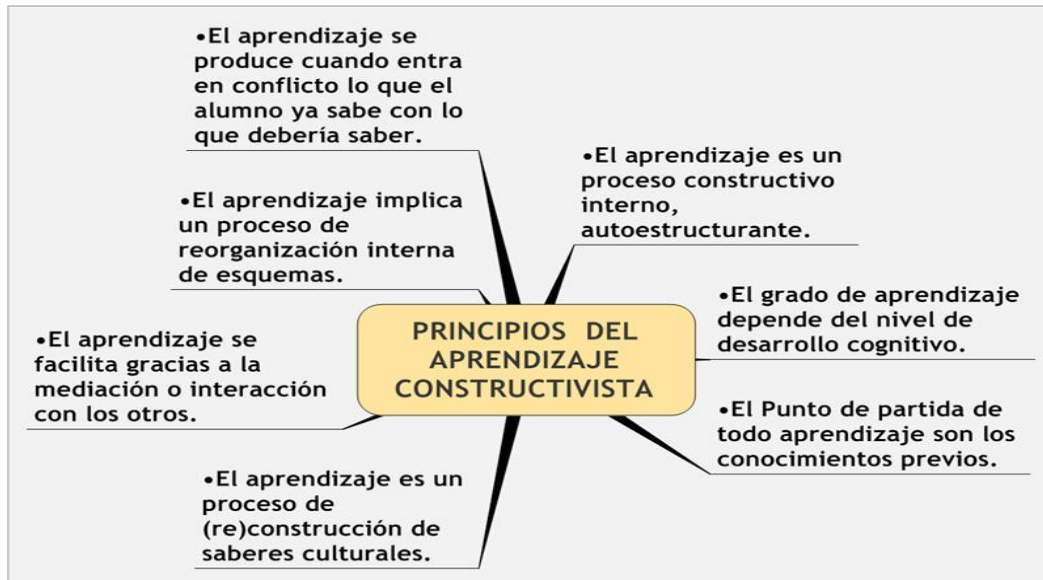 •El aprendizaje se
produce cuando entra
en conflicto lo que el
alumno ya sabe con lo
que debería saber.
•El aprendizaje es un
proceso constructivo
interno,
autoestructurante.
•El aprendizaje implica
un proceso de
reorganización interna
de esquemas.
•El grado de aprendizaje
depende del nivel de
desarrollo cognitivo.
PRINCIPIOS DEL
APRENDIZAJE
CONSTRUCTIVISTA
•El aprendizaje se
facilita gracias a la
mediación o interacción
con los otros.
•El Punto de partida de
todo aprendizaje son los
conocimientos previos.
•El aprendizaje es un
proceso de
(re)construcción de
saberes culturales.